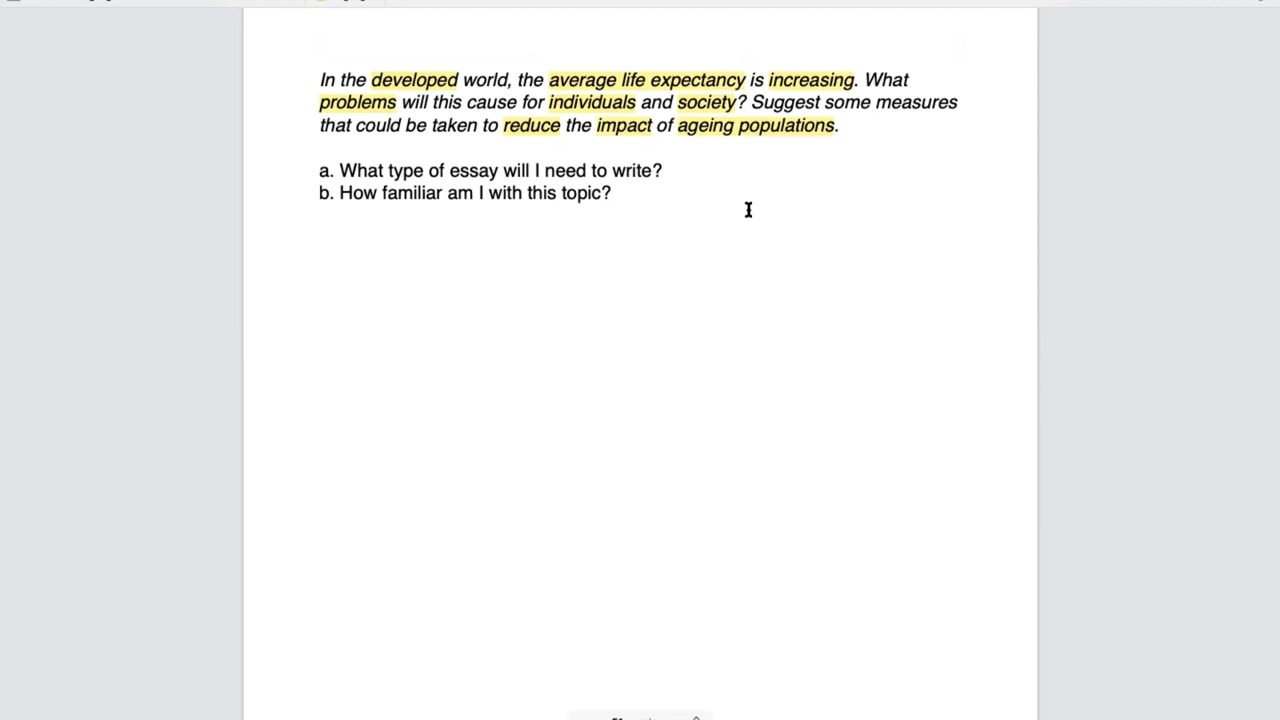 In the developed world, the average life expectancy is increasing. What
problems will this cause for individuals and society? Suggest some measures
that could be taken to reduce the impact of ageing populations.
a. What type of essay will I need to write?
b. How familiar am I with this topic?